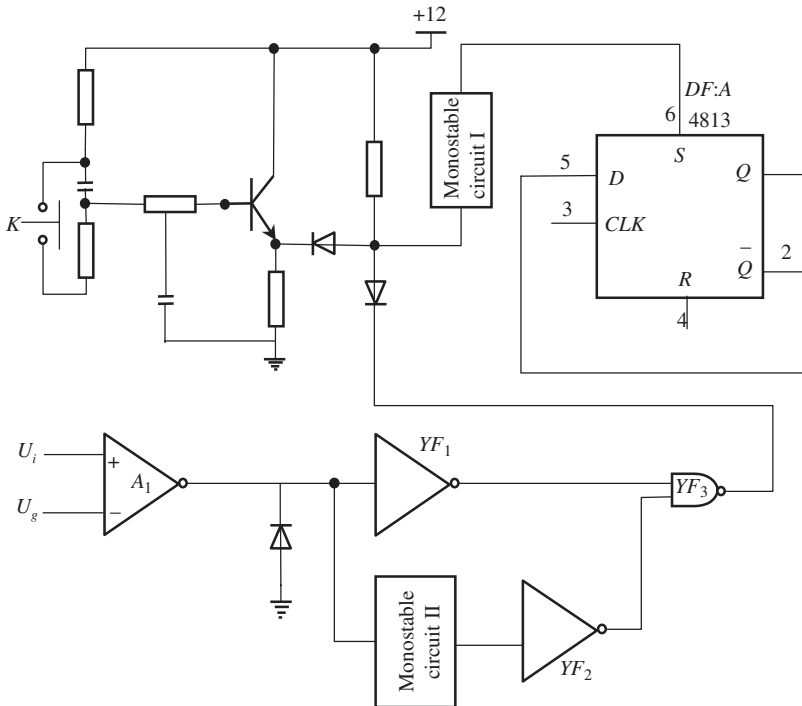 +12
DF:A
6
4813
Monostable
circuit I
S
5
D
Q
3
CLK
K
2
Q̅
R
4
YF₁
Uᵢ
+
A₁
YF₃
U_g
−
Monostable
circuit II
YF₂